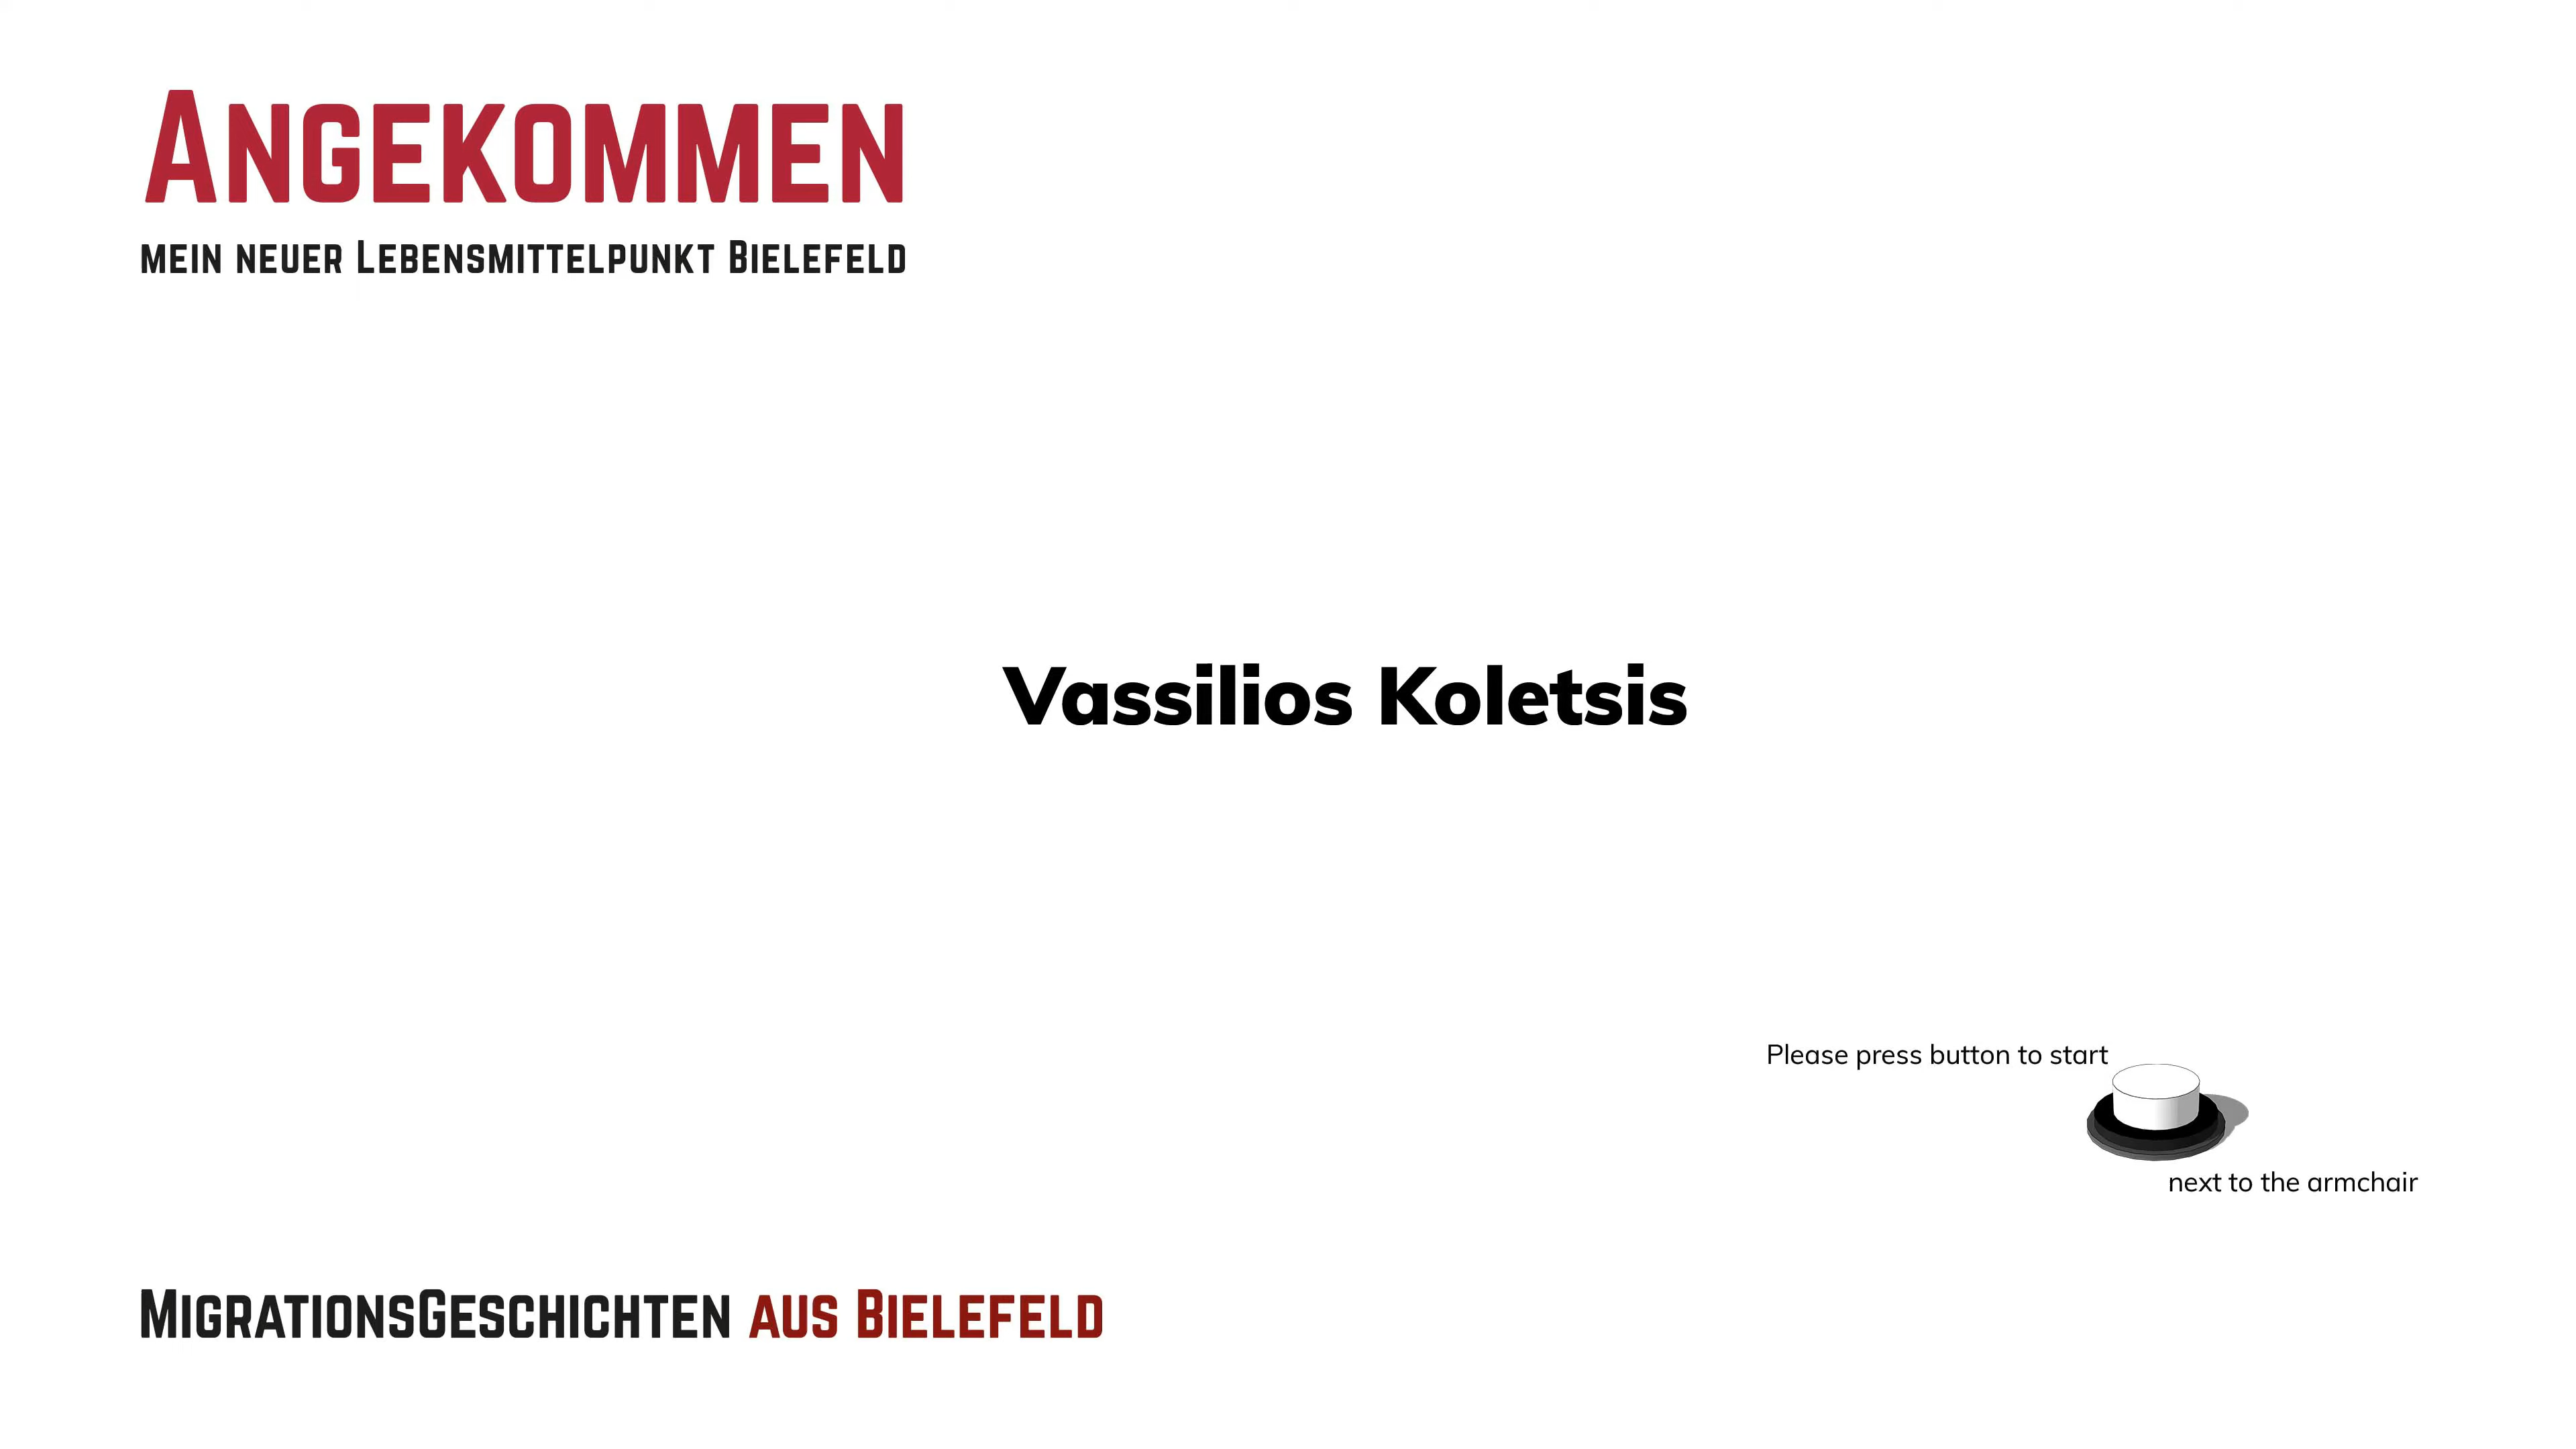 Angekommen
mein neuer Lebensmittelpunkt Bielefeld
Vassilios Koletsis
Please press button to start
next to the armchair
MigrationsGeschichten aus Bielefeld